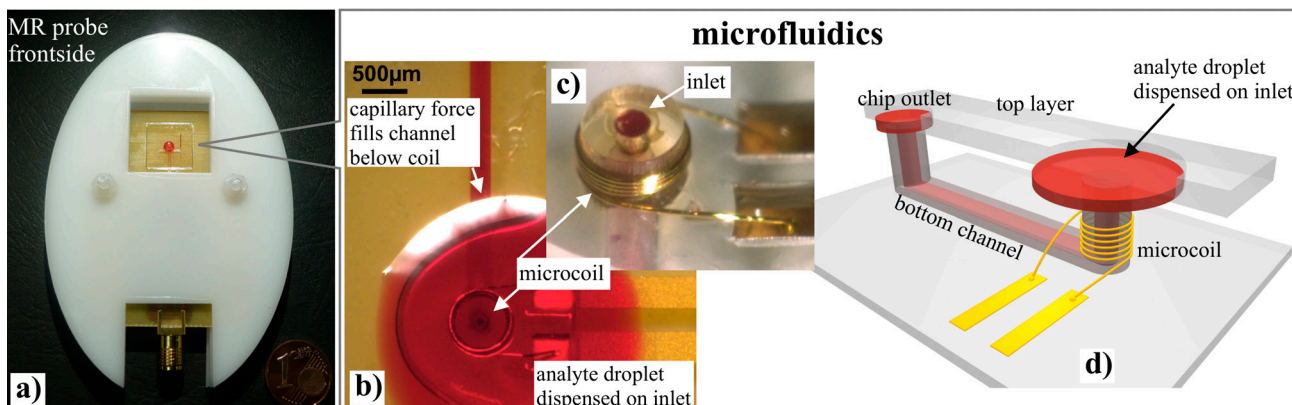 MR probe
frontside
a)
microfluidics
500µm
capillary force
fills channel
below coil
c)
inlet
microcoil
b)
analyte droplet
dispensed on inlet
chip outlet
top layer
analyte droplet
dispensed on inlet
bottom channel
microcoil
d)
1